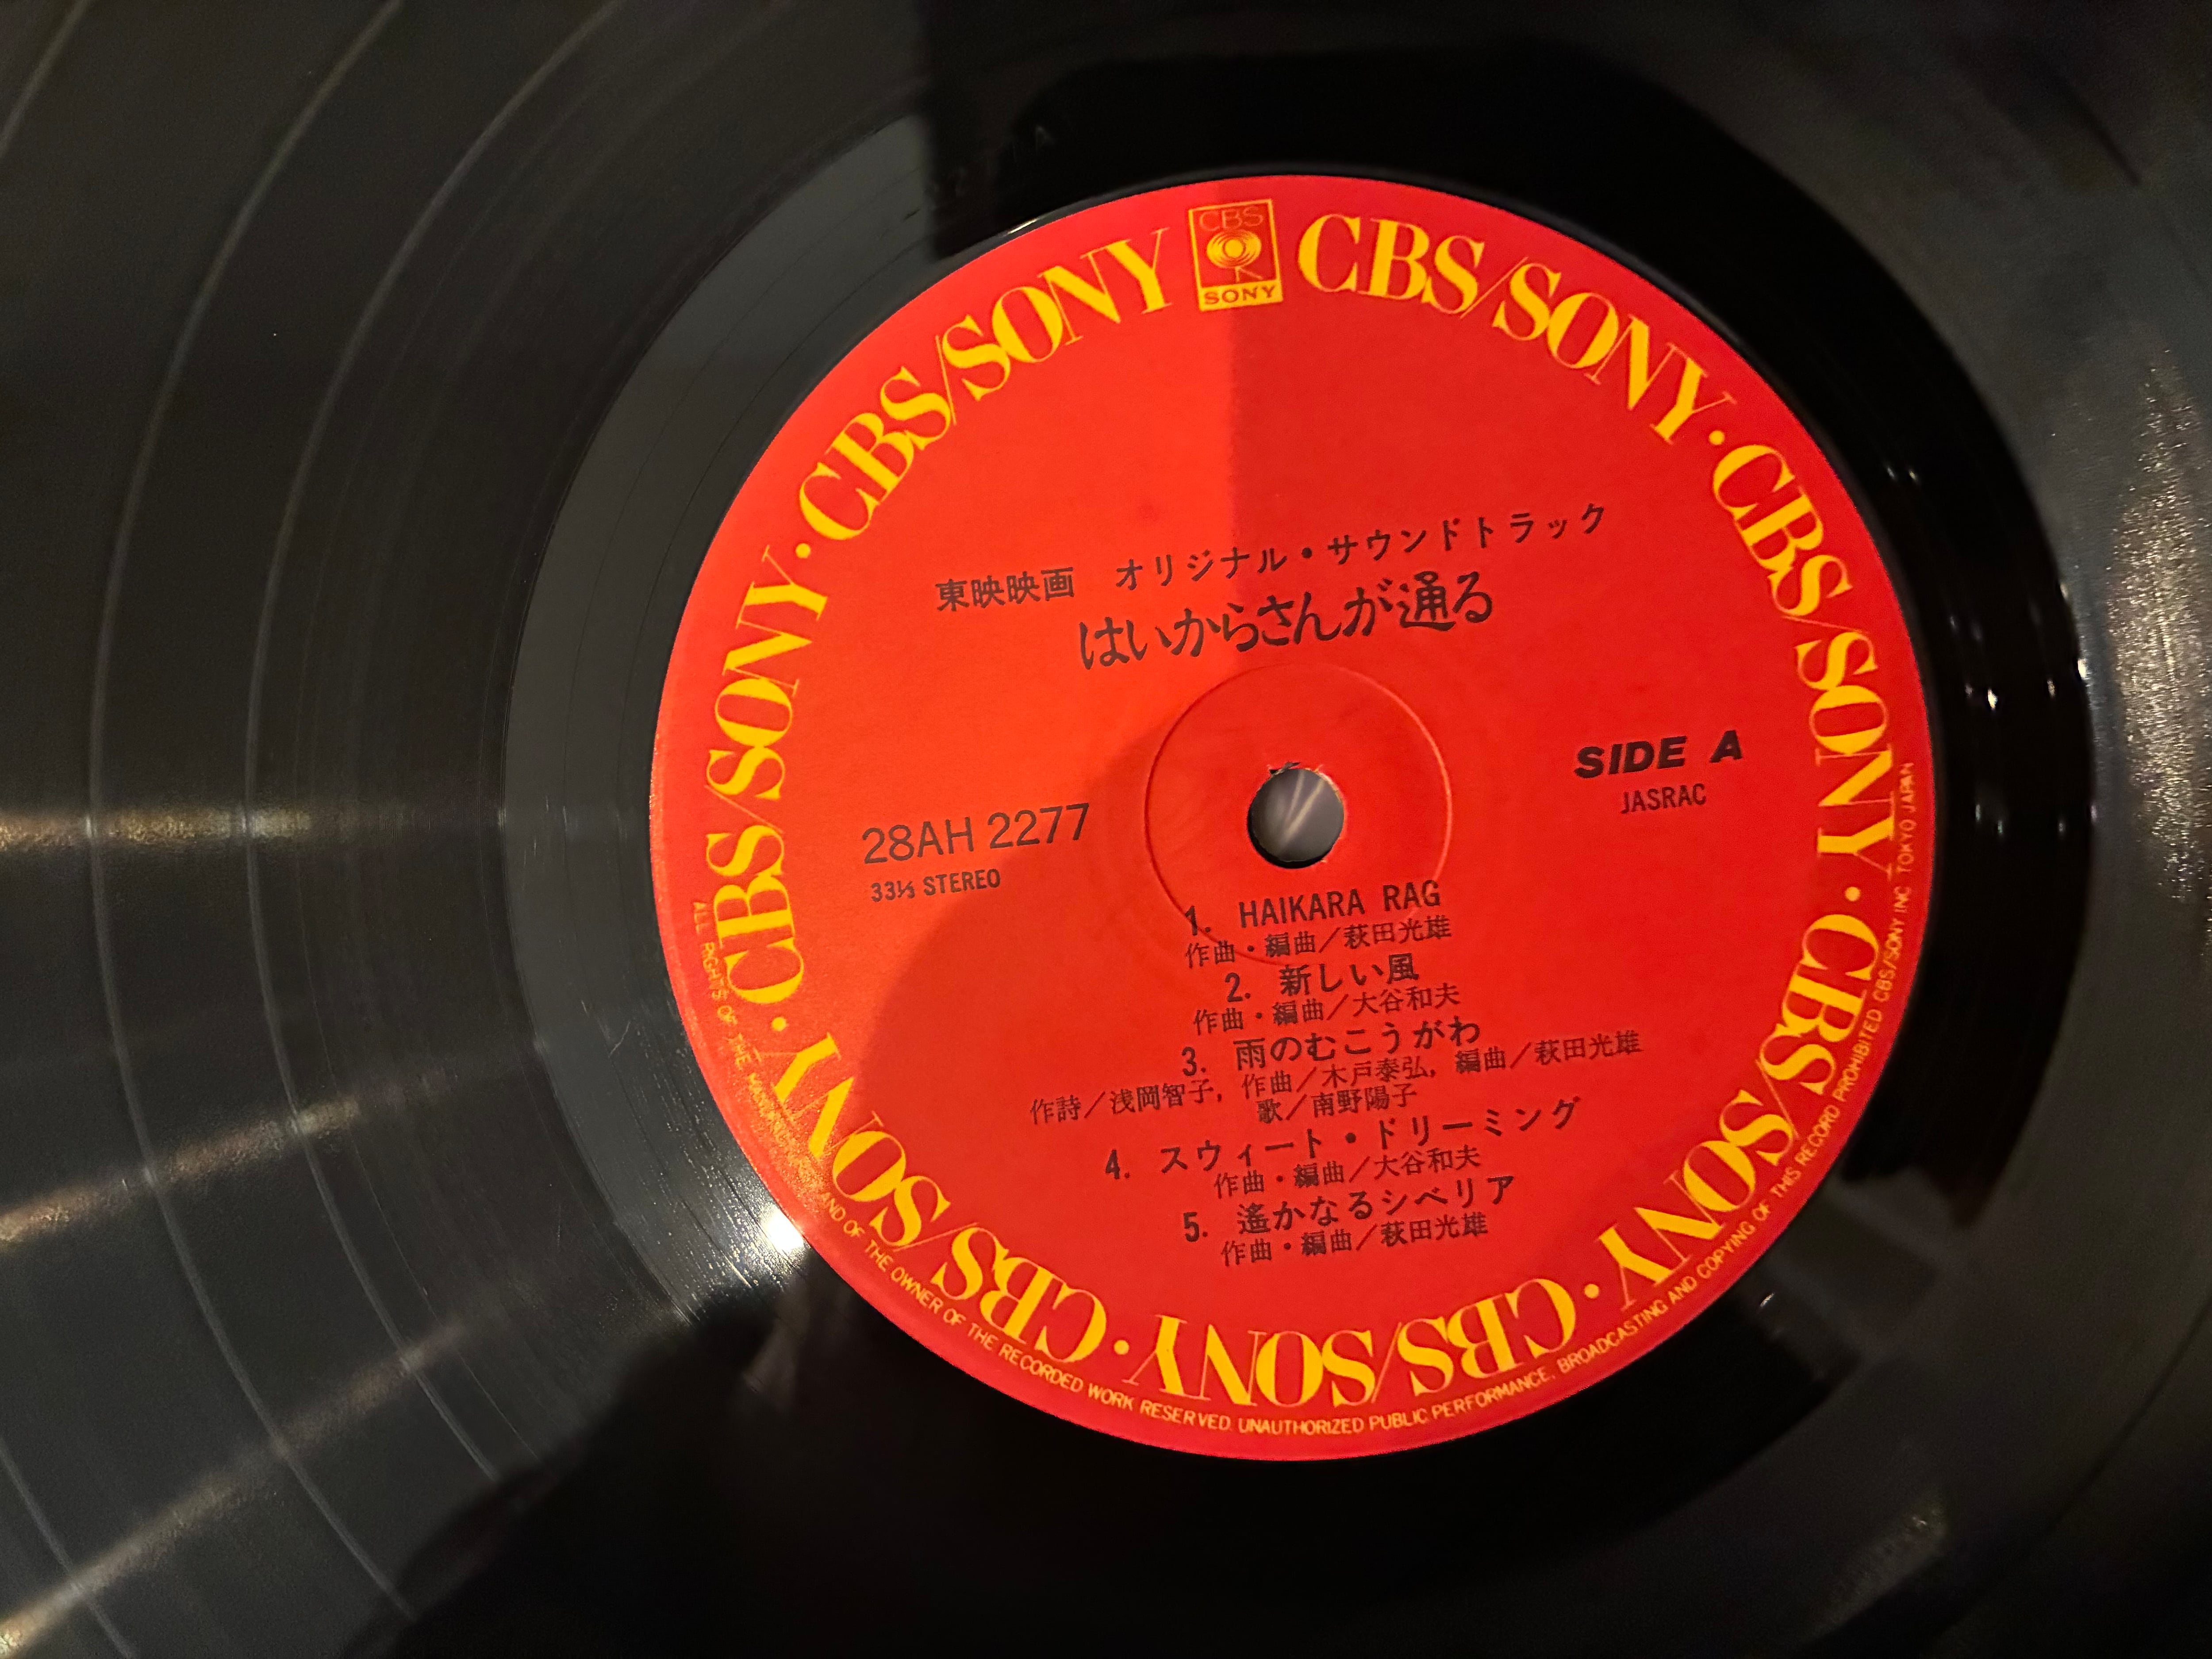 CBS SONY
CBS/SONY · CBS/SONY · CBS/SONY · CBS/SONY · CBS/SONY · CBS/SONY · CBS/SONY · CBS/SONY
東映映画 オリジナル・サウンドトラック
はいからさんが通る
SIDE A
JASRAC
28AH 2277
33⅓ STEREO
1. HAIKARA RAG
作曲・編曲／萩田光雄
2. 新しい風
作曲・編曲／大谷和夫
3. 雨のむこうがわ
作詩／浅岡智子, 作曲／木戸泰弘, 編曲／萩田光雄
歌／南野陽子
4. スウィート・ドリーミング
作曲・編曲／大谷和夫
5. 遙かなるシベリア
作曲・編曲／萩田光雄
ALL RIGHTS OF THE AND OF THE OWNER OF THE RECORDED WORK RESERVED. UNAUTHORIZED PUBLIC PERFORMANCE, BROADCASTING AND COPYING OF THIS RECORD PROHIBITED CBS/SONY INC. TOKYO JAPAN